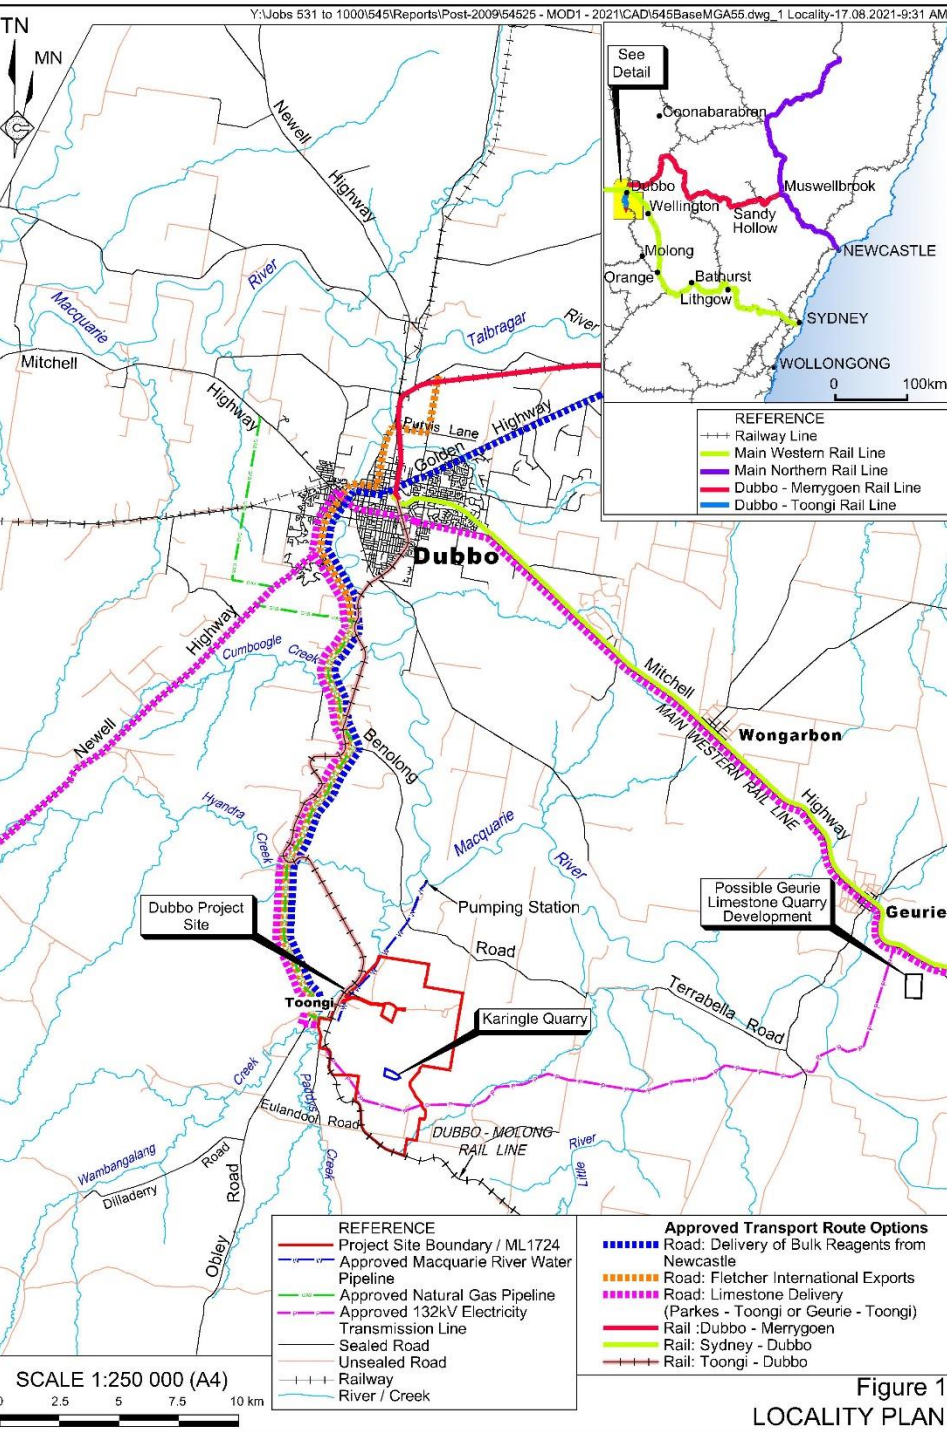 Y:\Jobs 531 to 1000\545\Reports\Post-2009\54525 - MOD1 - 2021\CAD\545BaseMGA55.dwg_1 Locality-17.08.2021-9:31 AM
TN
MN
See
Detail
Coonabarabran
Dubbo
Wellington
Muswellbrook
Sandy
Hollow
NEWCASTLE
Molong
Orange
Bathurst
Lithgow
SYDNEY
WOLLONGONG
0 100km
REFERENCE
Railway Line
Main Western Rail Line
Main Northern Rail Line
Dubbo - Merrygoen Rail Line
Dubbo - Toongi Rail Line
Newell
Highway
River
Macquarie
Talbragar
River
Mitchell
Highway
Purvis Lane
Golden
Highway
Dubbo
Highway
Newell
Cumboogle
Creek
Mitchell
MAIN WESTERN RAIL LINE
Wongarbon
Highway
Benolong
Hyandra
Creek
Macquarie
River
Dubbo Project
Site
Pumping Station
Road
Possible Geurie
Limestone Quarry
Development
Geurie
Toongi
Karingle Quarry
Terrabella Road
Creek
Paddys
Creek
Eulandool Road
DUBBO - MOLONG
RAIL LINE
River
Little
Wambangalang
Dilladerry
Road
Obley
Road
REFERENCE
Project Site Boundary / ML1724
Approved Macquarie River Water
Pipeline
Approved Natural Gas Pipeline
Approved 132kV Electricity
Transmission Line
Sealed Road
Unsealed Road
Railway
River / Creek
Approved Transport Route Options
Road: Delivery of Bulk Reagents from
Newcastle
Road: Fletcher International Exports
Road: Limestone Delivery
(Parkes - Toongi or Geurie - Toongi)
Rail :Dubbo - Merrygoen
Rail: Sydney - Dubbo
Rail: Toongi - Dubbo
SCALE 1:250 000 (A4)
0 2.5 5 7.5 10 km
Figure 1
LOCALITY PLAN